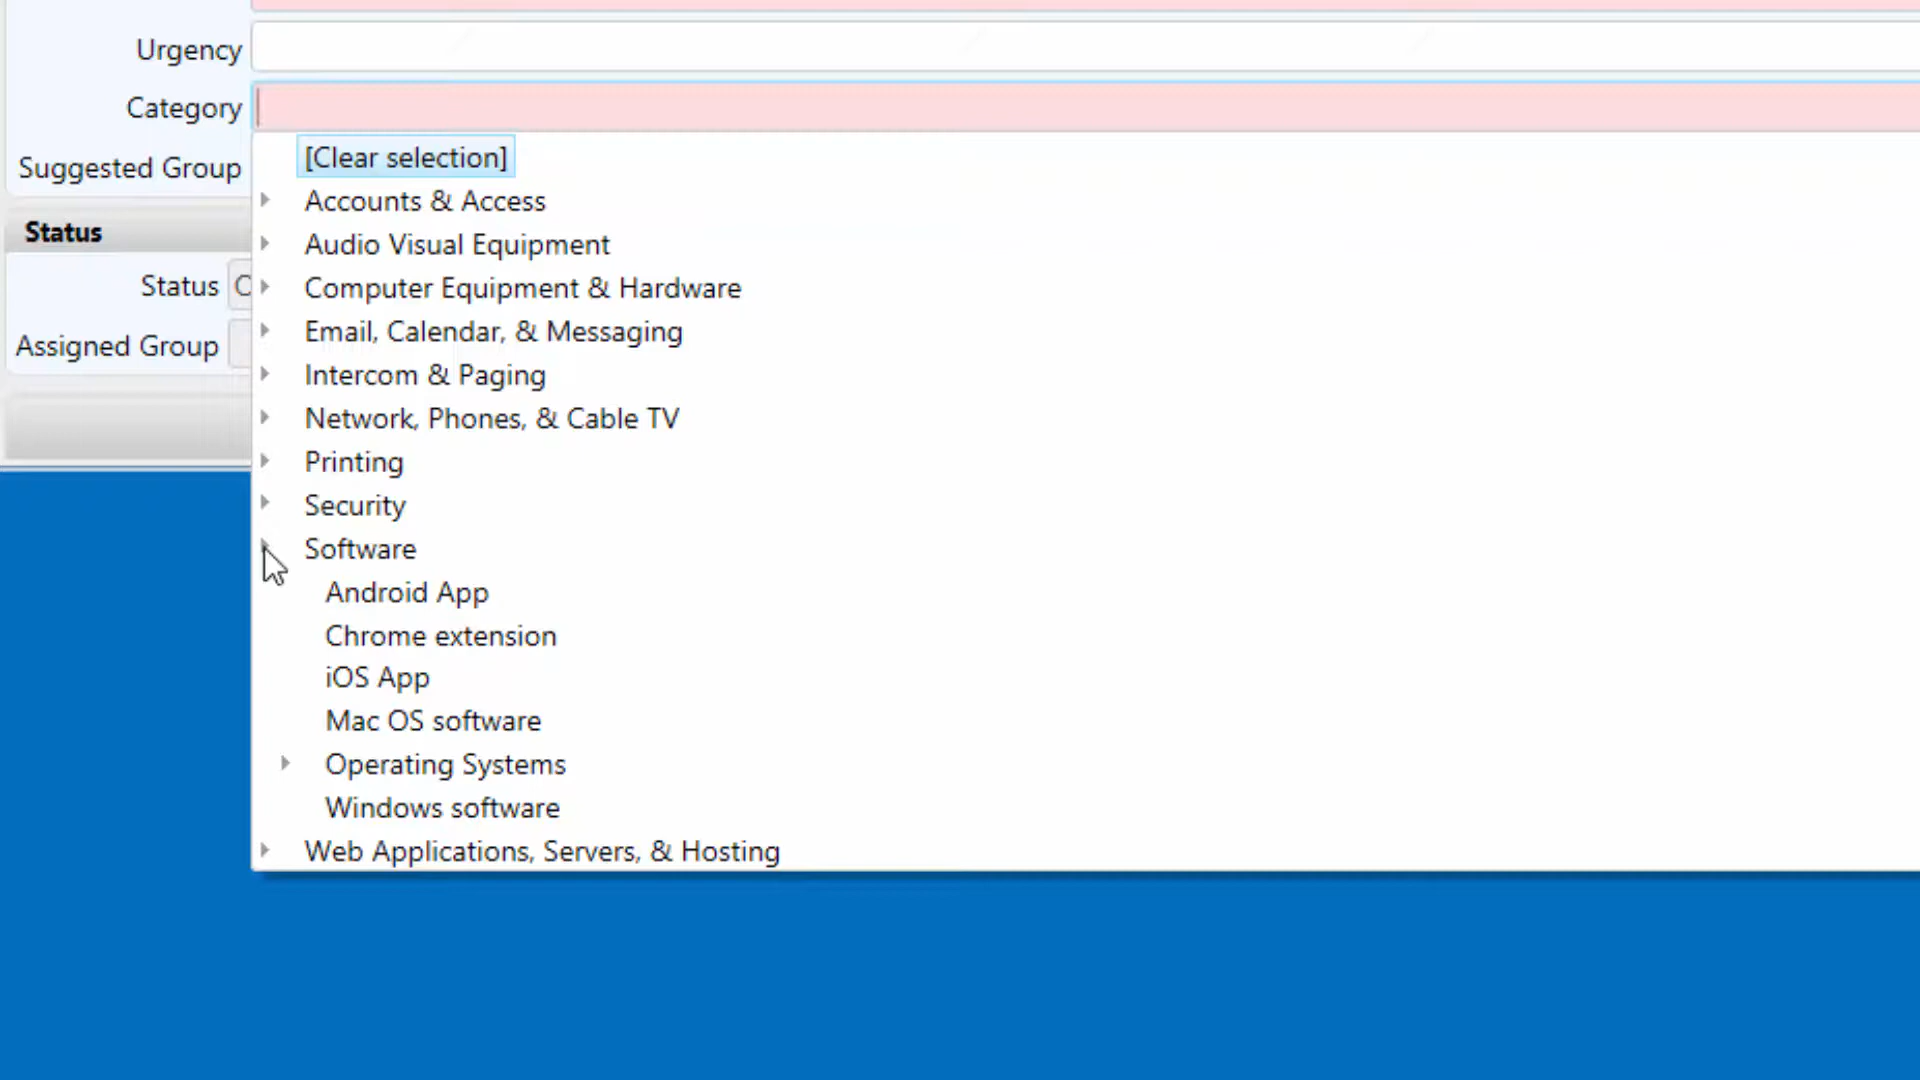 Urgency
Category
[Clear selection]
Suggested Group
Accounts & Access
Status
Audio Visual Equipment
Status
Computer Equipment & Hardware
Email, Calendar, & Messaging
Assigned Group
Intercom & Paging
Network, Phones, & Cable TV
Printing
Security
Software
Android App
Chrome extension
iOS App
Mac OS software
Operating Systems
Windows software
Web Applications, Servers, & Hosting